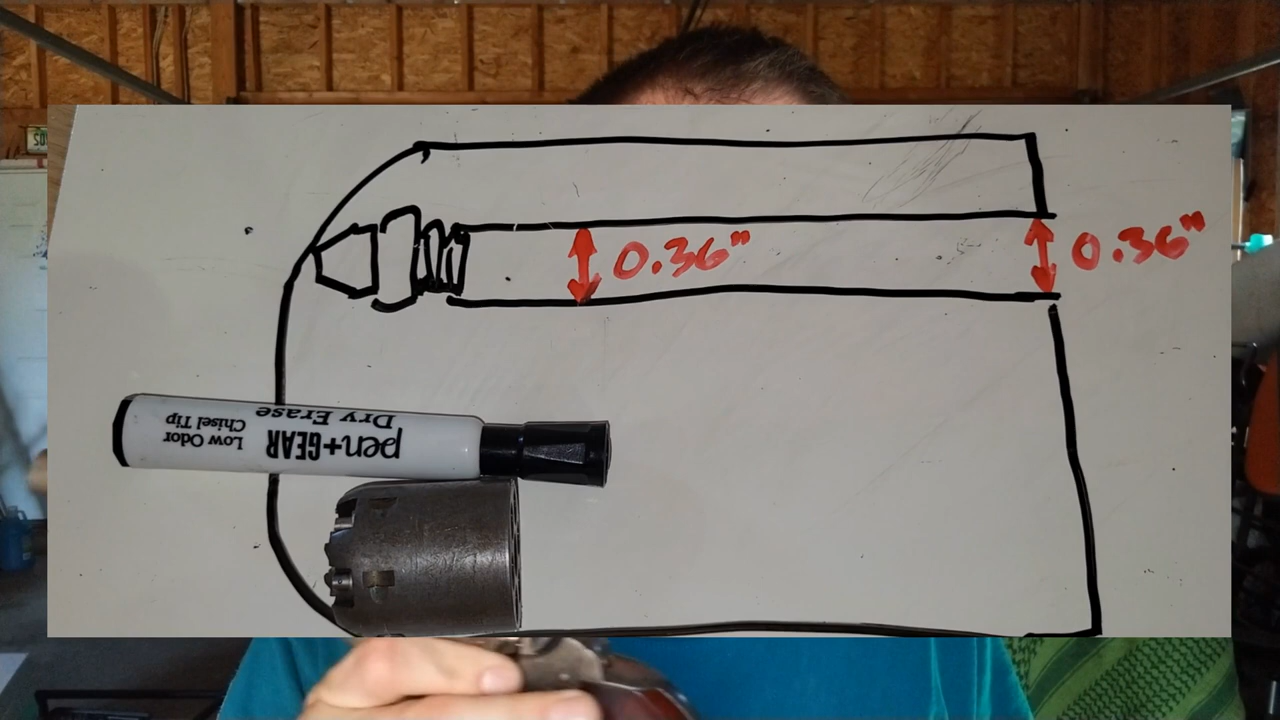 0.36"
0.36"
pen+GEAR
Dry Erase
Low Odor
Chisel Tip